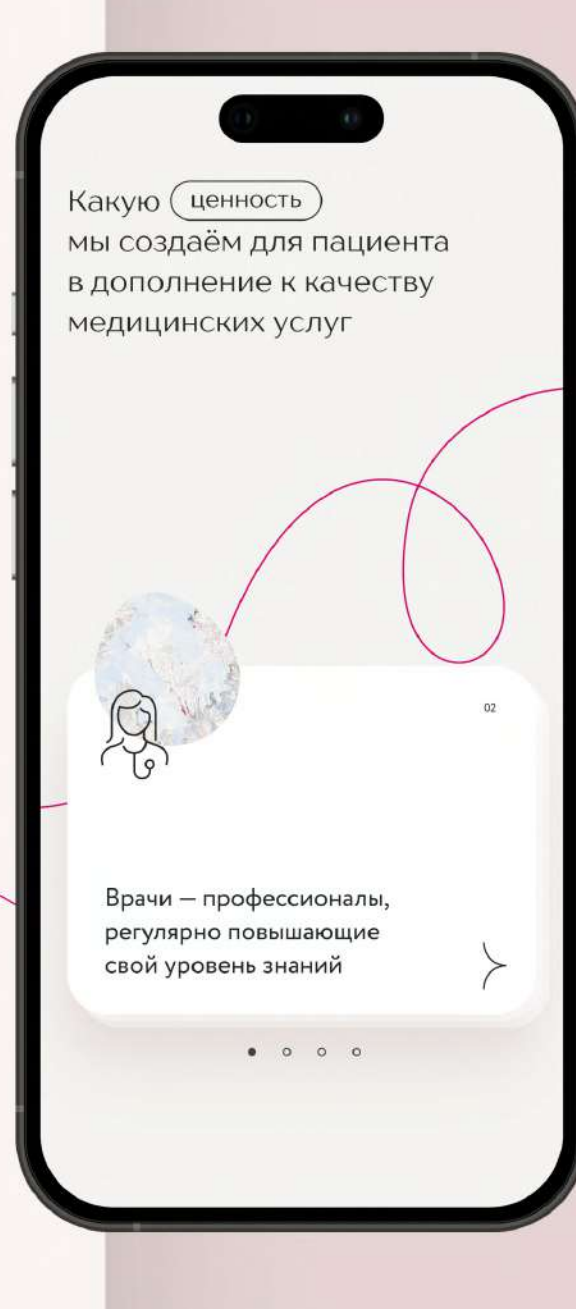 Какую ценность
мы создаём для пациента
в дополнение к качеству
медицинских услуг
02
Врачи — профессионалы,
регулярно повышающие
свой уровень знаний